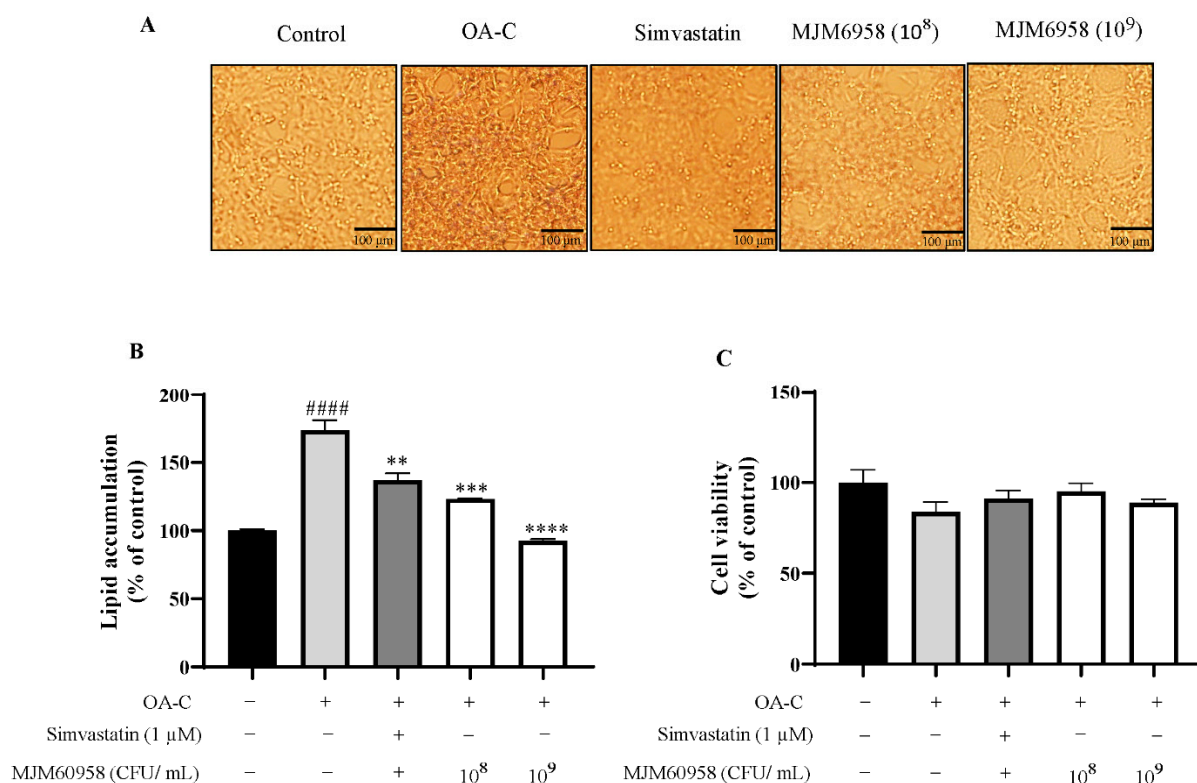 A
Control OA-C Simvastatin MJM6958 (10⁸) MJM6958 (10⁹)
100 µm 100 µm 100 µm 100 µm 100 µm
B
Lipid accumulation
(% of control)
200
150
100
50
0
####
**
***
****
OA-C − + + + +
Simvastatin (1 µM) − − + − −
MJM60958 (CFU/ mL) − − + 10⁸ 10⁹
C
Cell viability
(% of control)
150
100
50
0
OA-C − + + + +
Simvastatin (1 µM) − − + − −
MJM60958 (CFU/ mL) − − + 10⁸ 10⁹